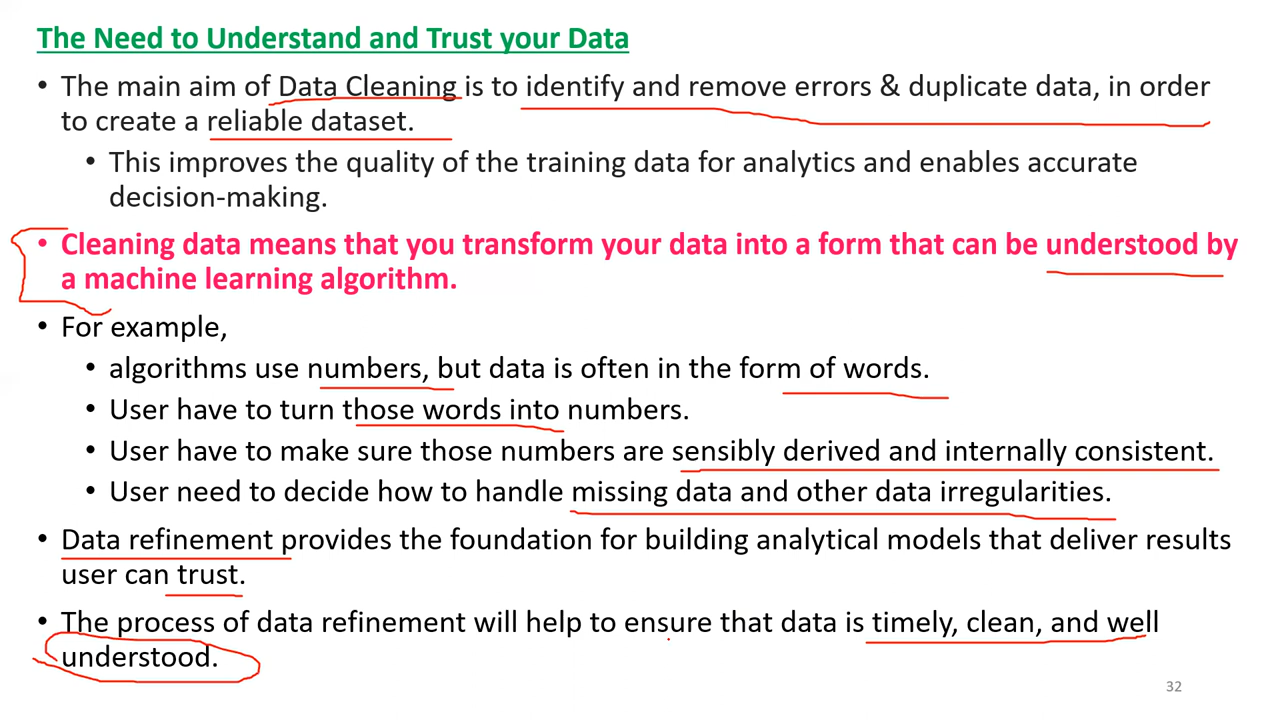 The Need to Understand and Trust your Data
• The main aim of Data Cleaning is to identify and remove errors & duplicate data, in order
to create a reliable dataset.
• This improves the quality of the training data for analytics and enables accurate
decision-making.
• Cleaning data means that you transform your data into a form that can be understood by
a machine learning algorithm.
• For example,
• algorithms use numbers, but data is often in the form of words.
• User have to turn those words into numbers.
• User have to make sure those numbers are sensibly derived and internally consistent.
• User need to decide how to handle missing data and other data irregularities.
• Data refinement provides the foundation for building analytical models that deliver results
user can trust.
• The process of data refinement will help to ensure that data is timely, clean, and well
understood.
32